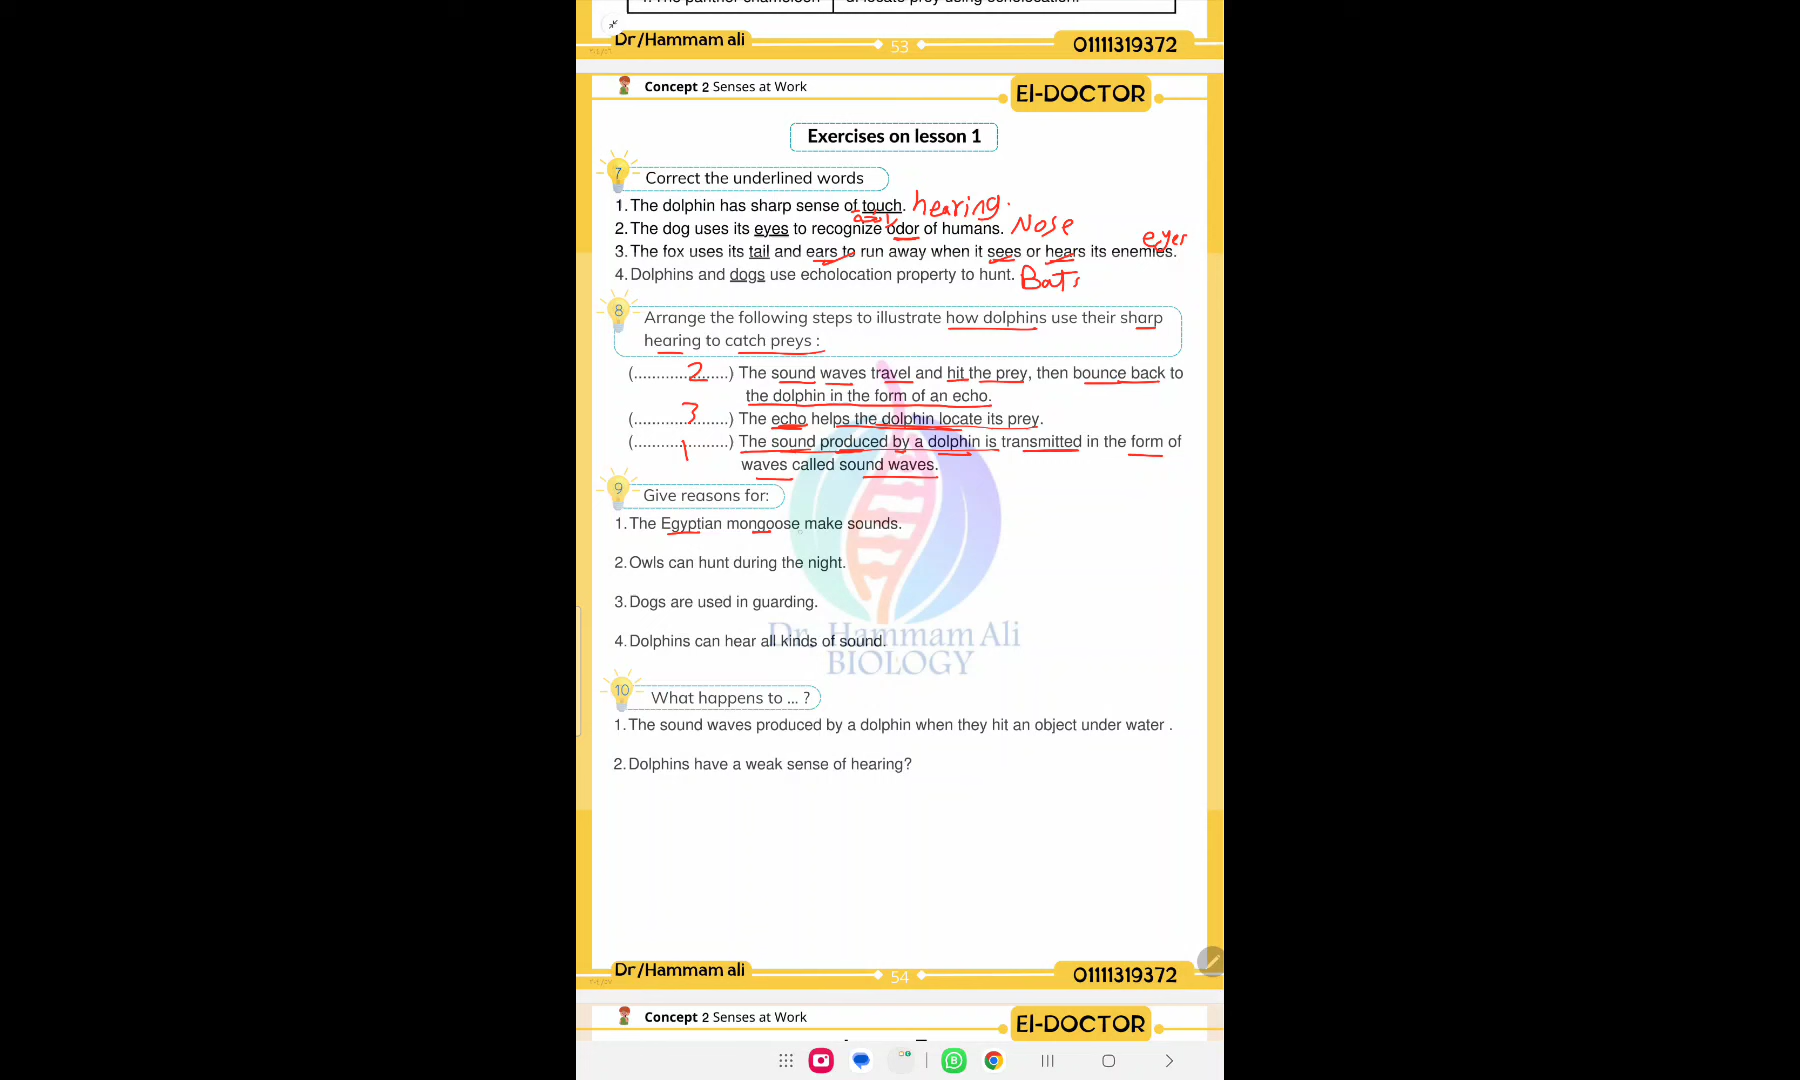 Dr/Hammam ali
53
01111319372
Concept 2 Senses at Work
El-DOCTOR
Exercises on lesson 1
7
Correct the underlined words
1. The dolphin has sharp sense of touch. hearing.
2. The dog uses its eyes to recognize odor of humans. Nose
3. The fox uses its tail and ears to run away when it sees or hears its enemies. eyes
4. Dolphins and dogs use echolocation property to hunt. Bats
8
Arrange the following steps to illustrate how dolphins use their sharp
hearing to catch preys :
(........2........) The sound waves travel and hit the prey, then bounce back to
the dolphin in the form of an echo.
(........3........) The echo helps the dolphin locate its prey.
(........1........) The sound produced by a dolphin is transmitted in the form of
waves called sound waves.
9
Give reasons for:
1. The Egyptian mongoose make sounds.
2. Owls can hunt during the night.
3. Dogs are used in guarding.
4. Dolphins can hear all kinds of sound.
Dr. Hammam Ali
BIOLOGY
10
What happens to ... ?
1. The sound waves produced by a dolphin when they hit an object under water .
2. Dolphins have a weak sense of hearing?
Dr/Hammam ali
54
01111319372
Concept 2 Senses at Work
El-DOCTOR